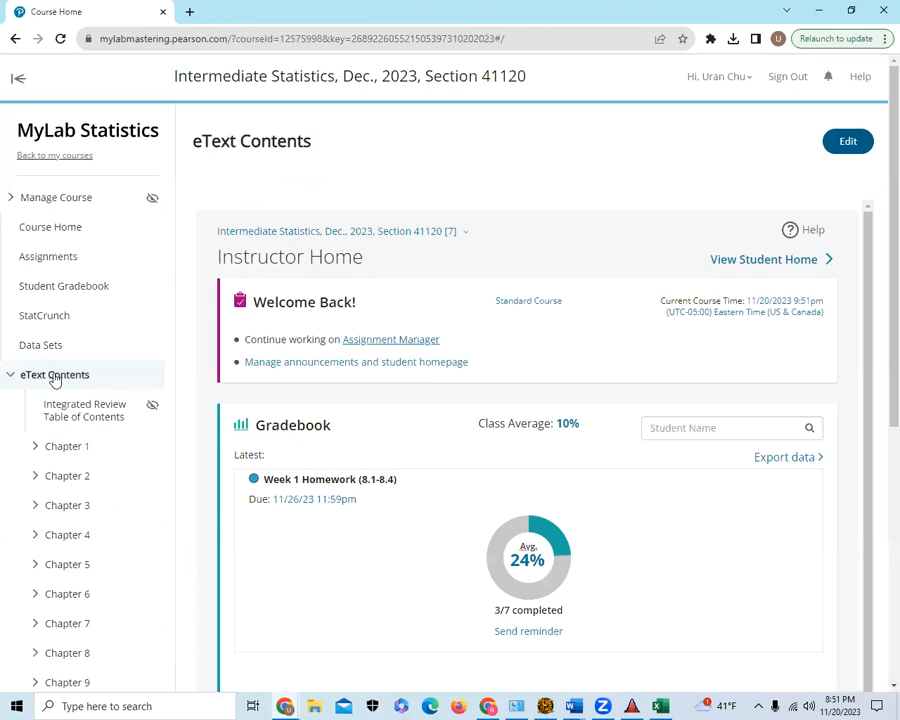 Course Home
mylabmastering.pearson.com/?courseId=12575998&key=268922605521505397310202023#/
U
Relaunch to update
Intermediate Statistics, Dec., 2023, Section 41120
Hi, Uran Chu
Sign Out
Help
MyLab Statistics
Back to my courses
eText Contents
Edit
Manage Course
Course Home
Assignments
Student Gradebook
StatCrunch
Data Sets
eText Contents
Integrated Review
Table of Contents
Chapter 1
Chapter 2
Chapter 3
Chapter 4
Chapter 5
Chapter 6
Chapter 7
Chapter 8
Chapter 9
Intermediate Statistics, Dec., 2023, Section 41120 [7]
Help
Instructor Home
View Student Home
Welcome Back!
Standard Course
Current Course Time: 11/20/2023 9:51pm
(UTC-05:00) Eastern Time (US & Canada)
Continue working on Assignment Manager
Manage announcements and student homepage
Gradebook
Class Average: 10%
Student Name
Latest:
Export data
Week 1 Homework (8.1-8.4)
Due: 11/26/23 11:59pm
Avg.
24%
3/7 completed
Send reminder
Type here to search
41°F
8:51 PM
11/20/2023